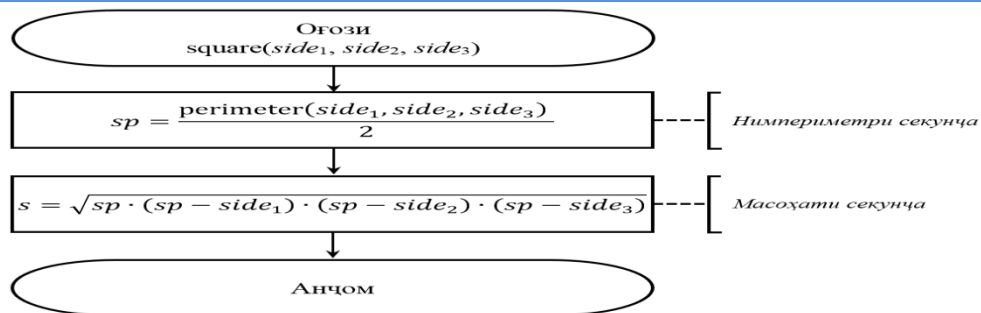 Оғози
square(side₁, side₂, side₃)
sp = perimeter(side₁, side₂, side₃) / 2
Нимпериметри секунҷа
s = √sp · (sp − side₁) · (sp − side₂) · (sp − side₃)
Масоҳати секунҷа
Анҷом